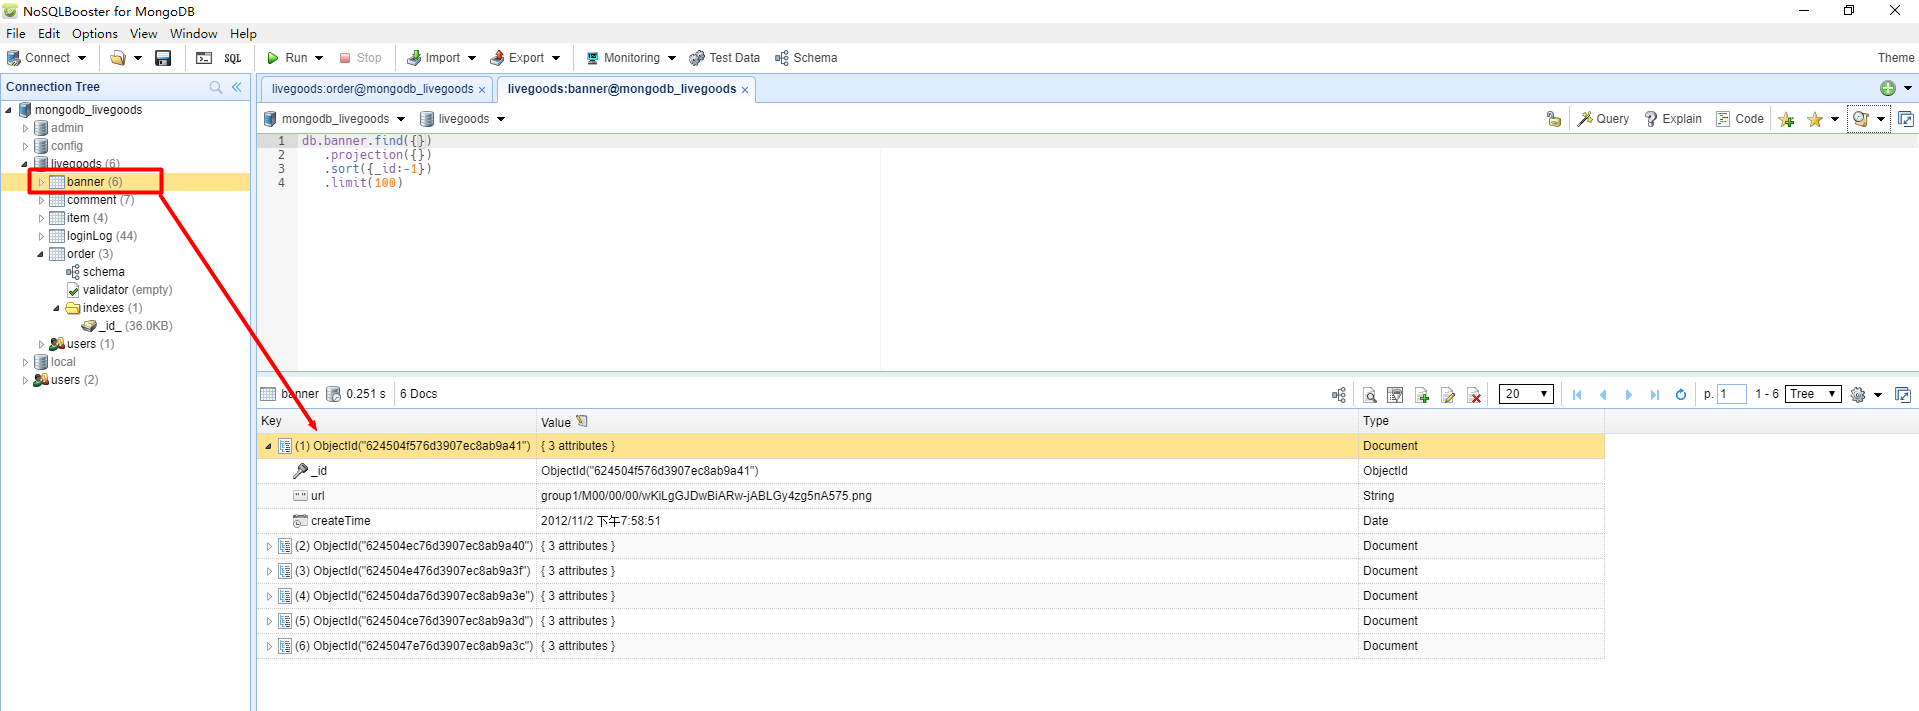 NoSQLBooster for MongoDB
File Edit Options View Window Help
Connect SQL Run Stop Import Export Monitoring Test Data Schema Theme
Connection Tree
livegoods:order@mongodb_livegoods × livegoods:banner@mongodb_livegoods ×
mongodb_livegoods
admin
config
livegoods (6)
banner (6)
comment (7)
item (4)
loginLog (44)
order (3)
schema
validator (empty)
indexes (1)
_id_ (36.0KB)
users (1)
local
users (2)
mongodb_livegoods livegoods Query Explain Code
1 db.banner.find({})
2 .projection({})
3 .sort({_id:-1})
4 .limit(100)
banner 0.251 s 6 Docs 20 p. 1 1 - 6 Tree
Key Value Type
(1) ObjectId("624504f576d3907ec8ab9a41") { 3 attributes } Document
_id ObjectId("624504f576d3907ec8ab9a41") ObjectId
url group1/M00/00/00/wKiLgGJDwBiARw-jABLGy4zg5nA575.png String
createTime 2012/11/2 下午7:58:51 Date
(2) ObjectId("624504ec76d3907ec8ab9a40") { 3 attributes } Document
(3) ObjectId("624504e476d3907ec8ab9a3f") { 3 attributes } Document
(4) ObjectId("624504da76d3907ec8ab9a3e") { 3 attributes } Document
(5) ObjectId("624504ce76d3907ec8ab9a3d") { 3 attributes } Document
(6) ObjectId("6245047e76d3907ec8ab9a3c") { 3 attributes } Document